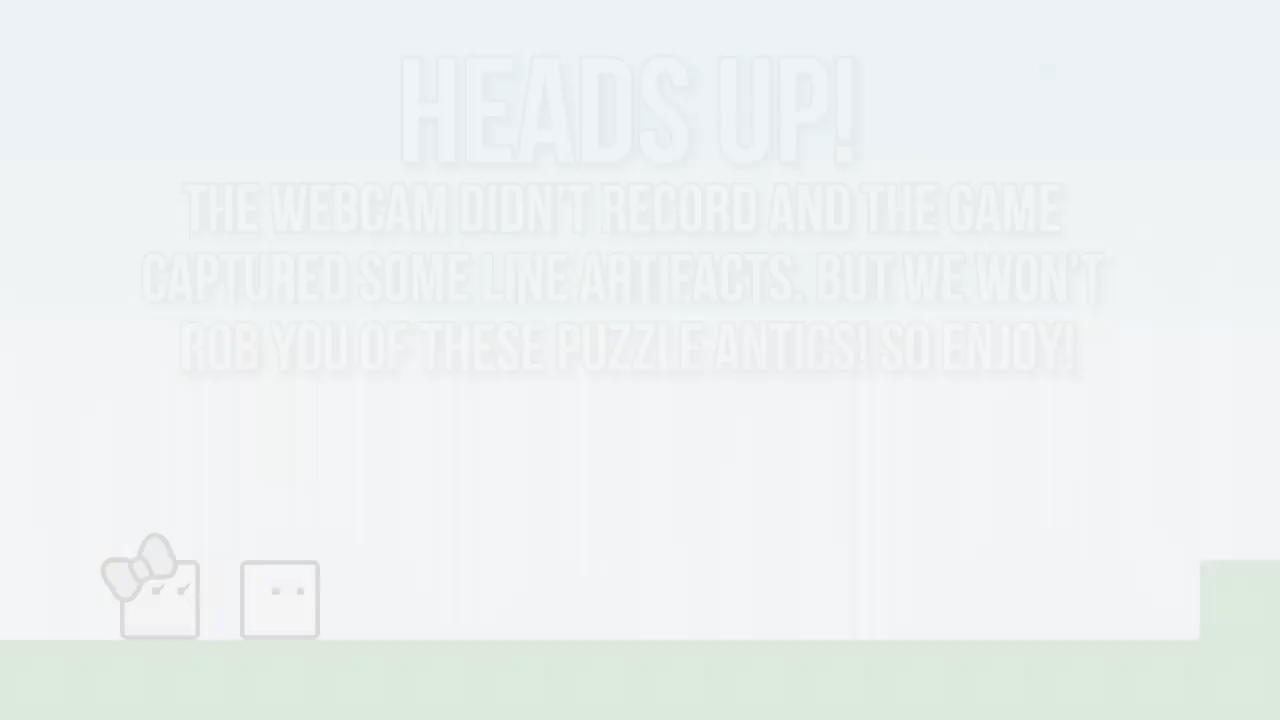 HEADS UP!
THE WEBCAM DIDN'T RECORD AND THE GAME
CAPTURED SOME LINE ARTIFACTS. BUT WE WON'T
ROB YOU OF THESE PUZZLE ANTICS! SO ENJOY!